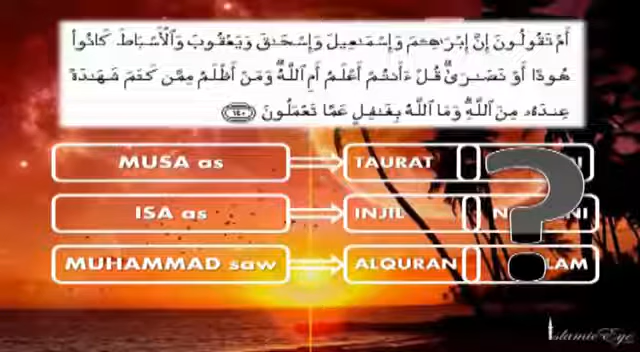 أَمْ تَقُولُونَ إِنَّ إِبْرَٰهِـۧمَ وَإِسْمَـٰعِيلَ وَإِسْحَـٰقَ وَيَعْقُوبَ وَٱلْأَسْبَاطَ كَانُوا۟
هُودًا أَوْ نَصَـٰرَىٰ ۗ قُلْ ءَأَنتُمْ أَعْلَمُ أَمِ ٱللَّهُ ۗ وَمَنْ أَظْلَمُ مِمَّن كَتَمَ شَهَـٰدَةً
عِندَهُۥ مِنَ ٱللَّهِ ۗ وَمَا ٱللَّهُ بِغَـٰفِلٍ عَمَّا تَعْمَلُونَ ١٤٠
MUSA as TAURAT
ISA as INJIL
MUHAMMAD saw ALQURAN
?
IslamicEye